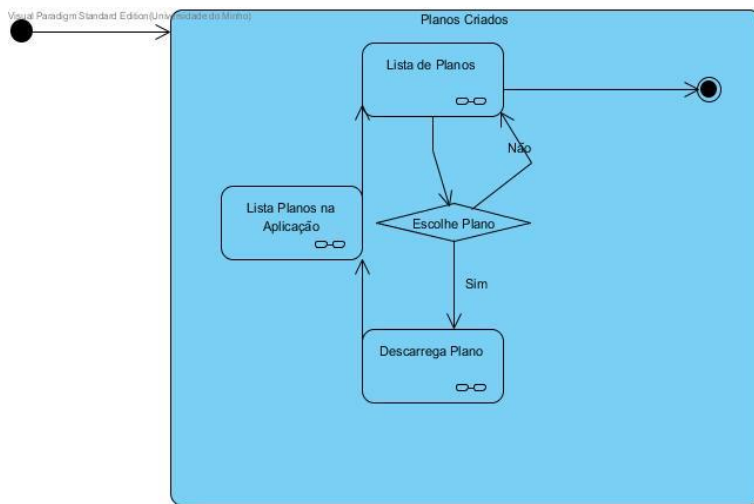 Visual Paradigm Standard Edition(Universidade do Minho)
Planos Criados
Lista de Planos
Não
Lista Planos na
Aplicação
Escolhe Plano
Sim
Descarrega Plano